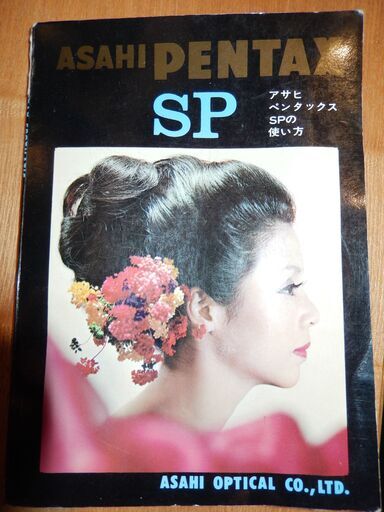 ASAHI PENTAX
SP
アサヒ
ペンタックス
SPの
使い方
ASAHI OPTICAL CO., LTD.